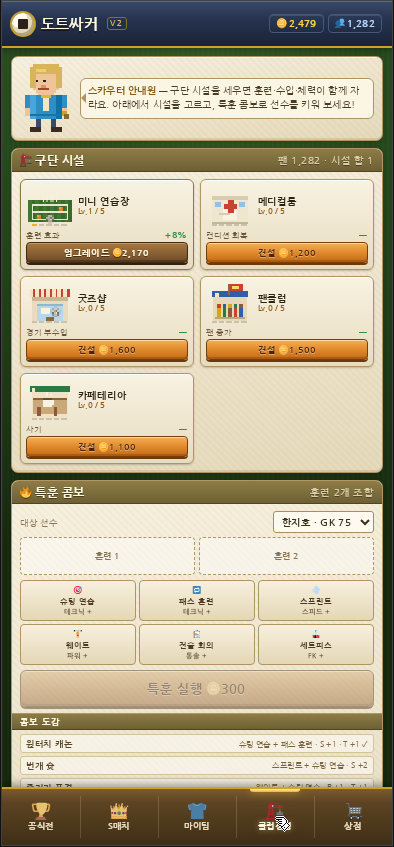 도트싸커 V2 2,479 1,282
스카우터 안내원 — 구단 시설을 세우면 훈련·수입·체력이 함께 자
라요. 아래에서 시설을 고르고, 특훈 콤보로 선수를 키워 보세요!
구단 시설 팬 1,282 · 시설 합 1
미니 연습장
Lv.1 / 5
훈련 효과 +8%
업그레이드 2,170
메디컬룸
Lv.0 / 5
컨디션 회복 —
건설 1,200
굿즈샵
Lv.0 / 5
경기 부수입 —
건설 1,600
팬클럽
Lv.0 / 5
팬 증가 —
건설 1,500
카페테리아
Lv.0 / 5
사기 —
건설 1,100
특훈 콤보 훈련 2개 조합
대상 선수 한지호 · GK 75
훈련 1 훈련 2
슈팅 연습
테크닉 +
패스 훈련
테크닉 +
스프린트
스피드 +
웨이트
파워 +
전술 회의
통솔 +
세트피스
FK +
특훈 실행 300
콤보 도감
원터치 캐논 슈팅 연습 + 패스 훈련 · S +1 · T +1 ✓
번개 슛 스프린트 + 슈팅 연습 · S +2
공식전 S매치 마이팀 상점